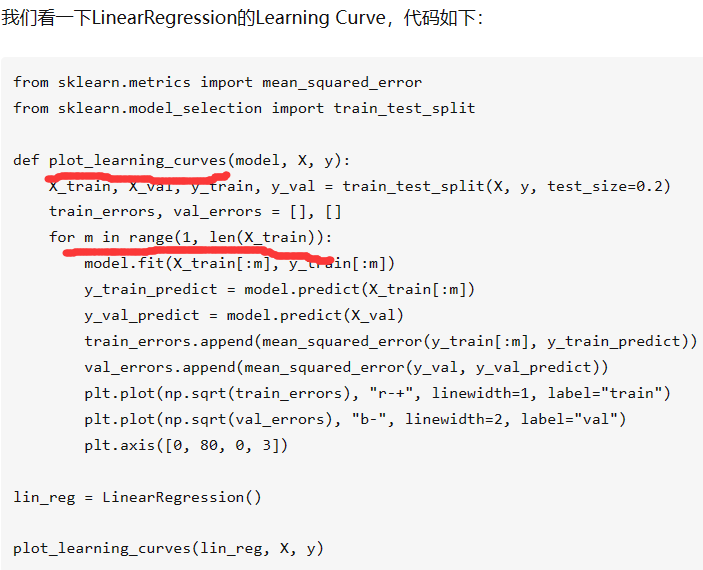 我们看一下LinearRegression的Learning Curve，代码如下：
from sklearn.metrics import mean_squared_error
from sklearn.model_selection import train_test_split
def plot_learning_curves(model, X, y):
X_train, X_val, y_train, y_val = train_test_split(X, y, test_size=0.2)
train_errors, val_errors = [], []
for m in range(1, len(X_train)):
model.fit(X_train[:m], y_train[:m])
y_train_predict = model.predict(X_train[:m])
y_val_predict = model.predict(X_val)
train_errors.append(mean_squared_error(y_train[:m], y_train_predict))
val_errors.append(mean_squared_error(y_val, y_val_predict))
plt.plot(np.sqrt(train_errors), "r-+", linewidth=1, label="train")
plt.plot(np.sqrt(val_errors), "b-", linewidth=2, label="val")
plt.axis([0, 80, 0, 3])
lin_reg = LinearRegression()
plot_learning_curves(lin_reg, X, y)